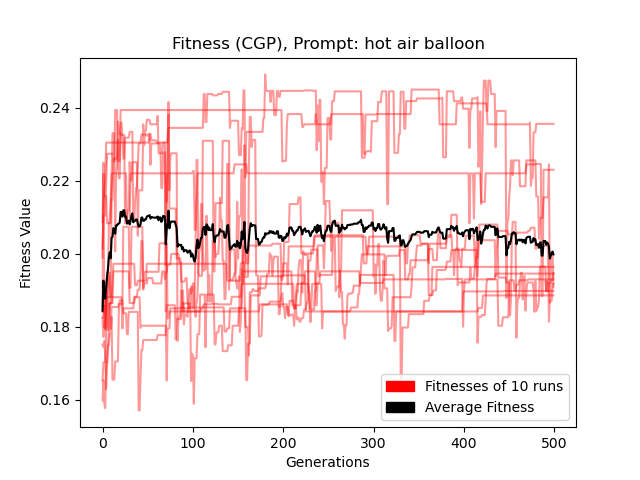 Fitness (CGP), Prompt: hot air balloon
Fitness Value
0.24
0.22
0.20
0.18
0.16
Fitnesses of 10 runs
Average Fitness
0 100 200 300 400 500
Generations